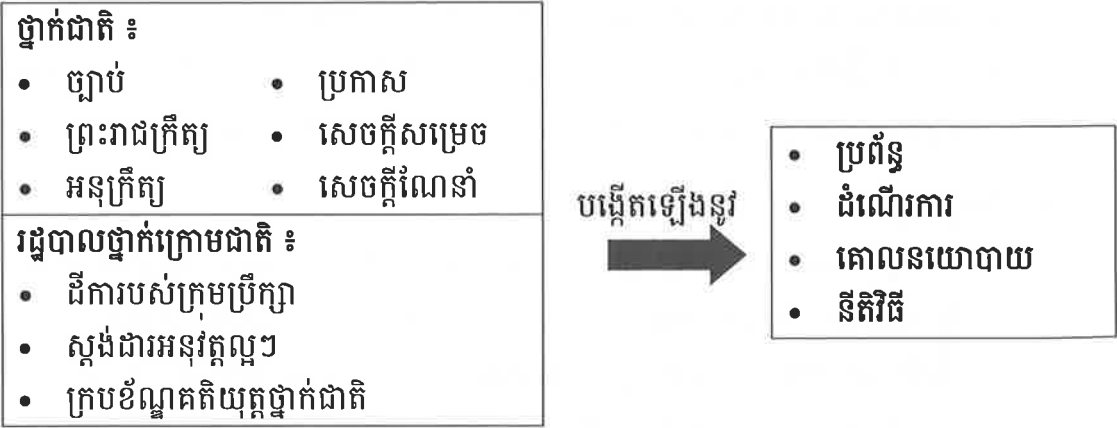 ថ្នាក់ជាតិ ៖
• ច្បាប់
• ព្រះរាជក្រឹត្យ
• អនុក្រឹត្យ
• ប្រកាស
• សេចក្តីសម្រេច
• សេចក្តីណែនាំ
រដ្ឋបាលថ្នាក់ក្រោមជាតិ ៖
• ដីការបស់ក្រុមប្រឹក្សា
• ស្តង់ដារអនុវត្តល្អៗ
• ក្របខ័ណ្ឌគតិយុត្តថ្នាក់ជាតិ
បង្កើតឡើងនូវ
• ប្រព័ន្ធ
• ដំណើរការ
• គោលនយោបាយ
• នីតិវិធី